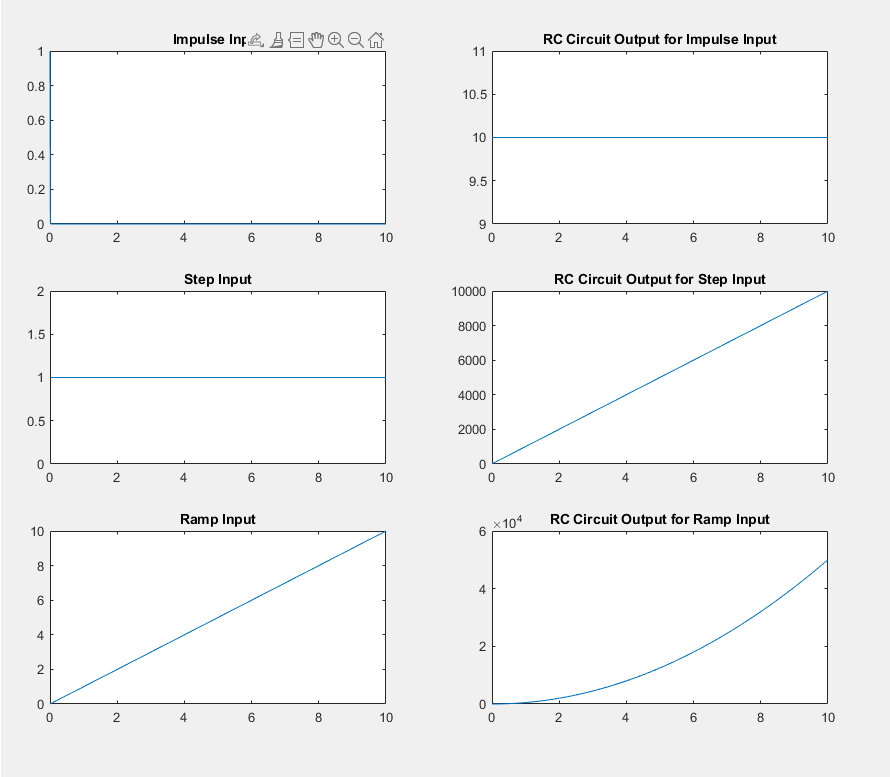 Impulse Inp
1
0.8
0.6
0.4
0.2
0
0 2 4 6 8 10
RC Circuit Output for Impulse Input
11
10.5
10
9.5
9
0 2 4 6 8 10
Step Input
2
1.5
1
0.5
0
0 2 4 6 8 10
RC Circuit Output for Step Input
10000
8000
6000
4000
2000
0
0 2 4 6 8 10
Ramp Input
10
8
6
4
2
0
0 2 4 6 8 10
RC Circuit Output for Ramp Input
×10⁴
6
4
2
0
0 2 4 6 8 10